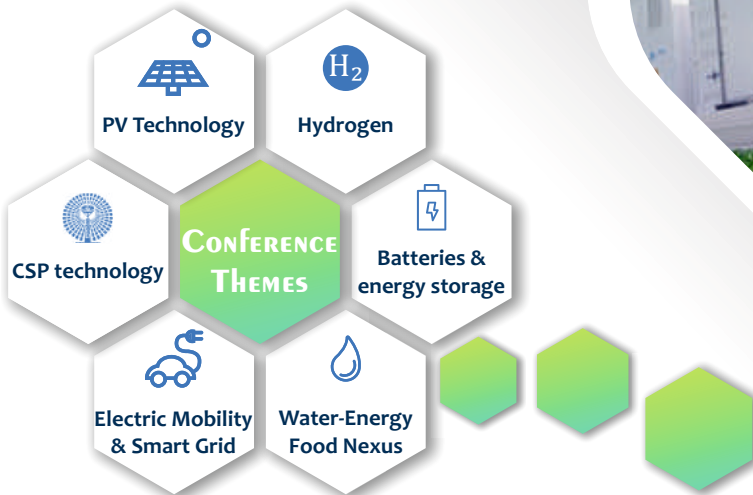 PV Technology
H₂
Hydrogen
CSP technology
Conference
Themes
Batteries &
energy storage
Electric Mobility
& Smart Grid
Water-Energy
Food Nexus